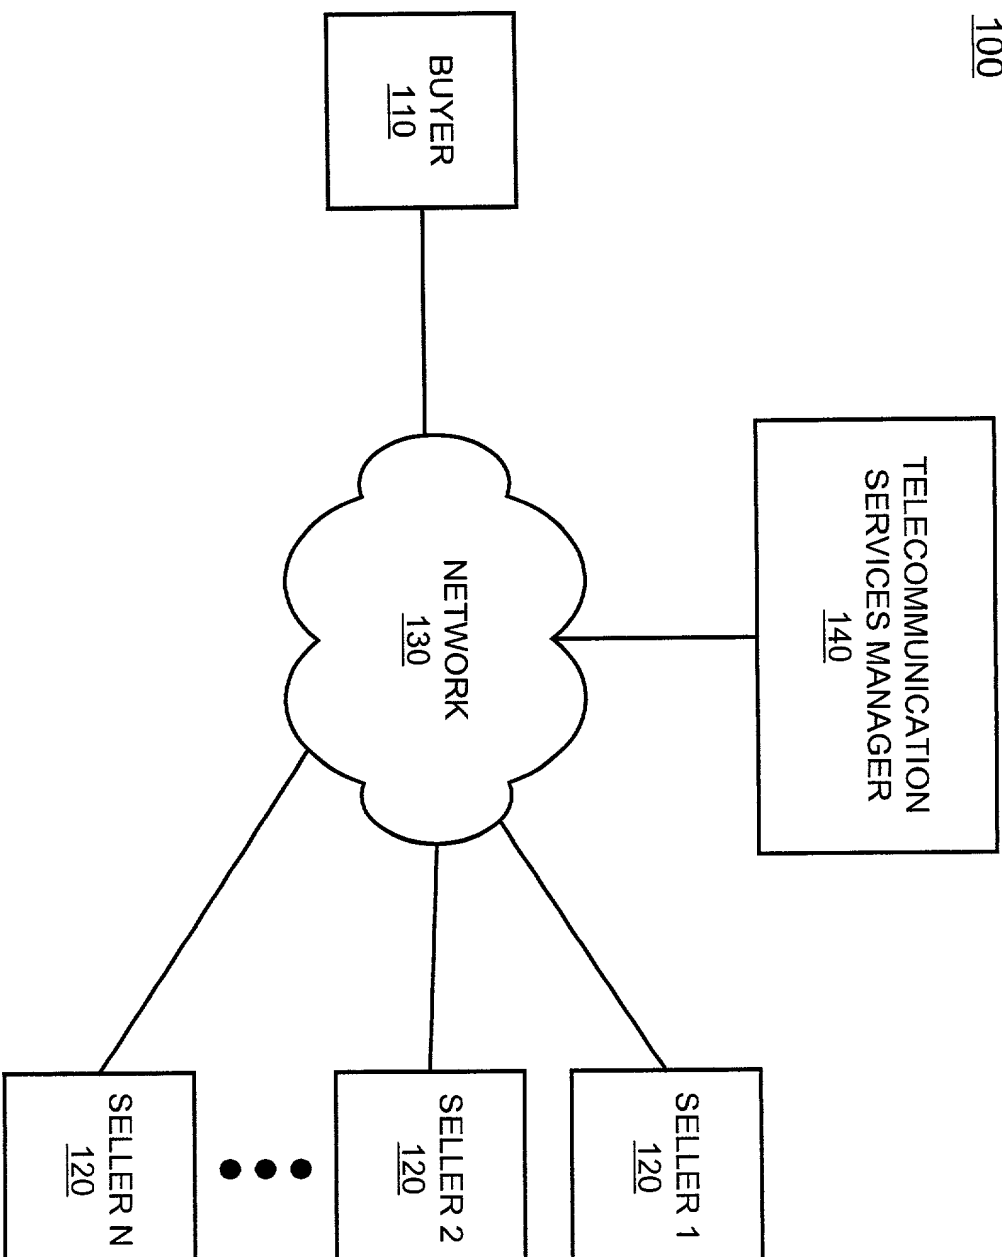 100
TELECOMMUNICATION
SERVICES MANAGER
140
BUYER
110
NETWORK
130
SELLER 1
120
SELLER 2
120
SELLER N
120